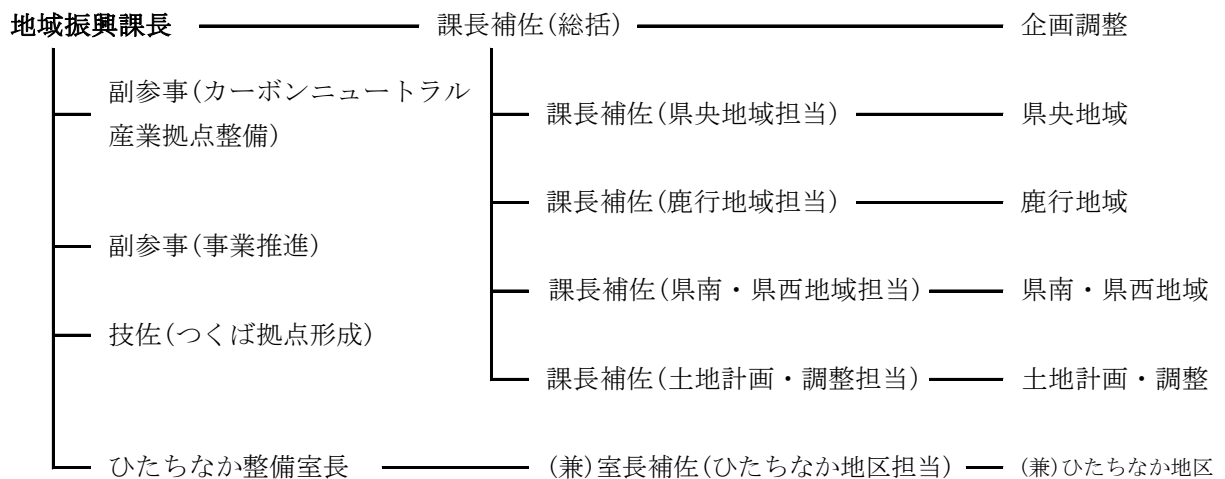 地域振興課長 課長補佐(総括) 企画調整
副参事(カーボンニュートラル
産業拠点整備)
課長補佐(県央地域担当) 県央地域
課長補佐(鹿行地域担当) 鹿行地域
副参事(事業推進)
課長補佐(県南・県西地域担当) 県南・県西地域
技佐(つくば拠点形成)
課長補佐(土地計画・調整担当) 土地計画・調整
ひたちなか整備室長 (兼)室長補佐(ひたちなか地区担当) (兼)ひたちなか地区